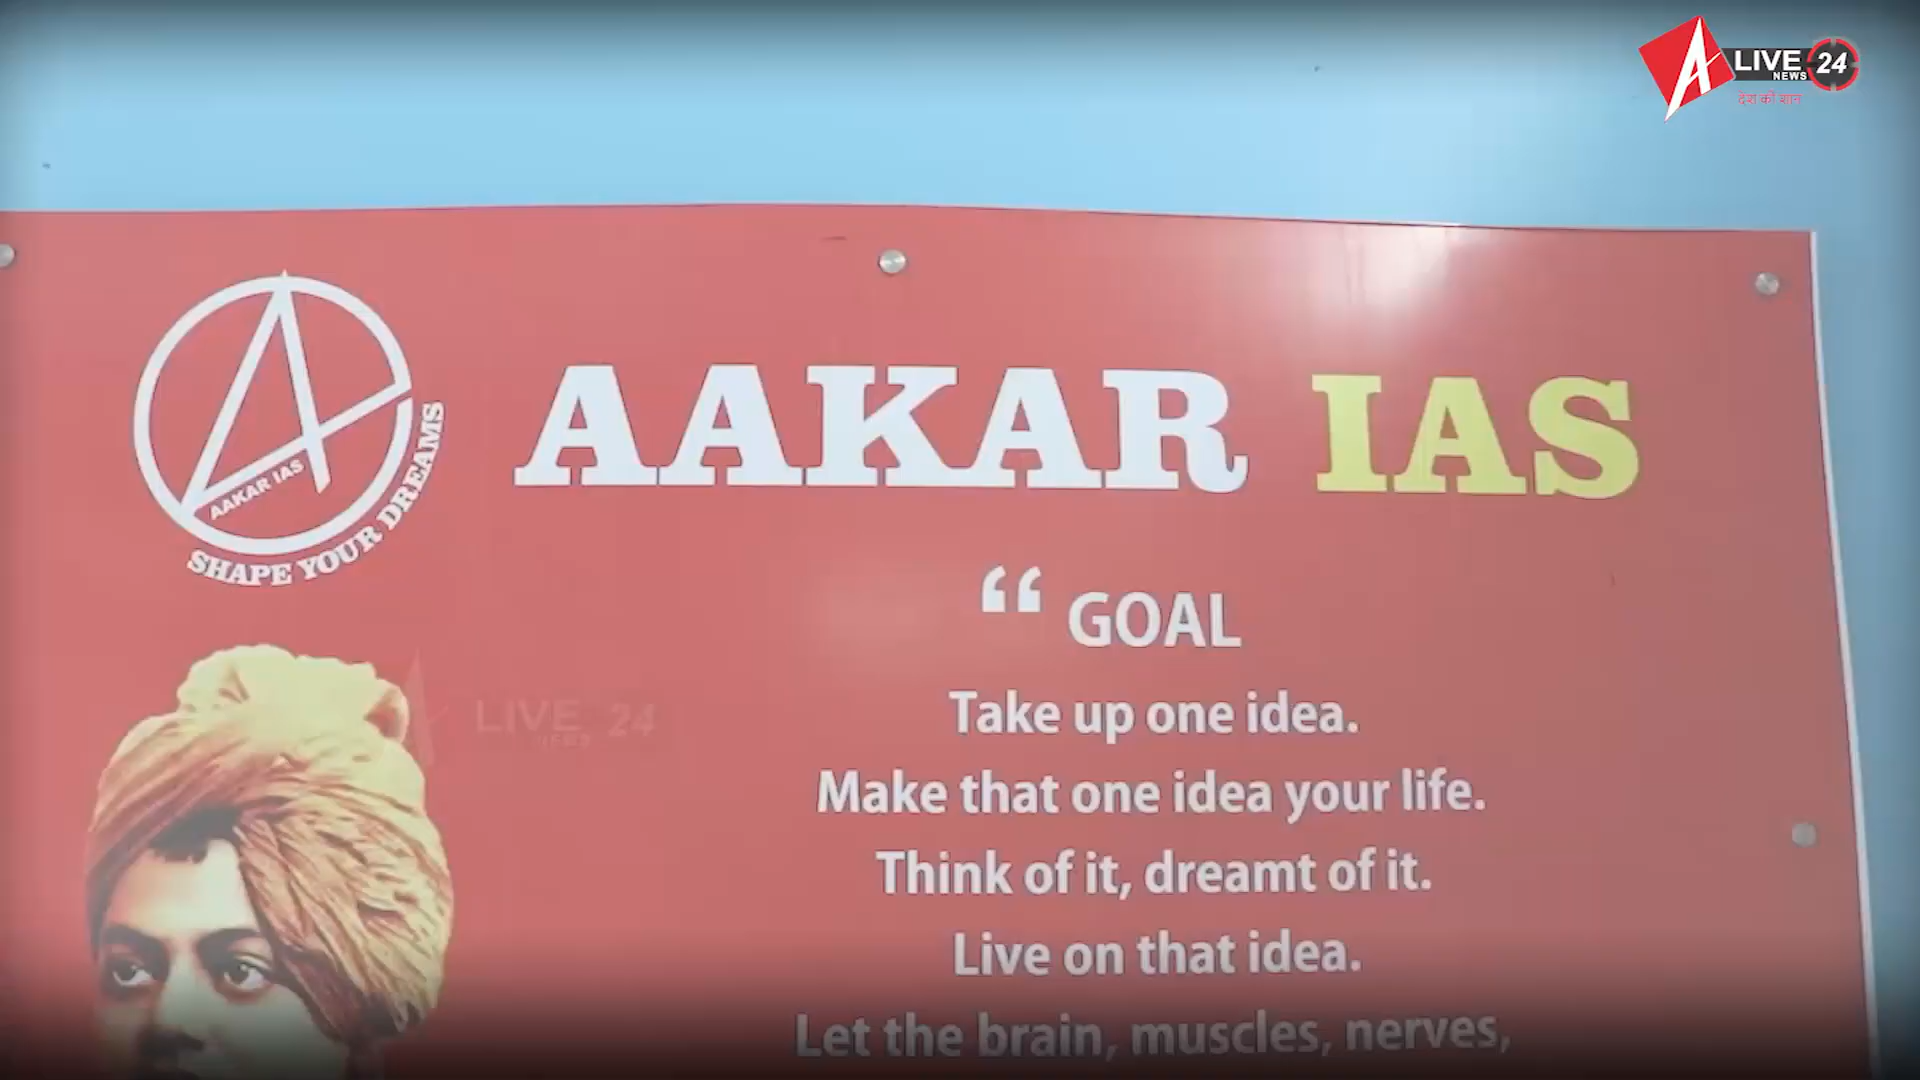 A LIVE NEWS 24
देश की शान
AAKAR IAS
AAKAR IAS
SHAPE YOUR DREAMS
“ GOAL
Take up one idea.
Make that one idea your life.
Think of it, dreamt of it.
Live on that idea.
Let the brain, muscles, nerves,
LIVE NEWS 24